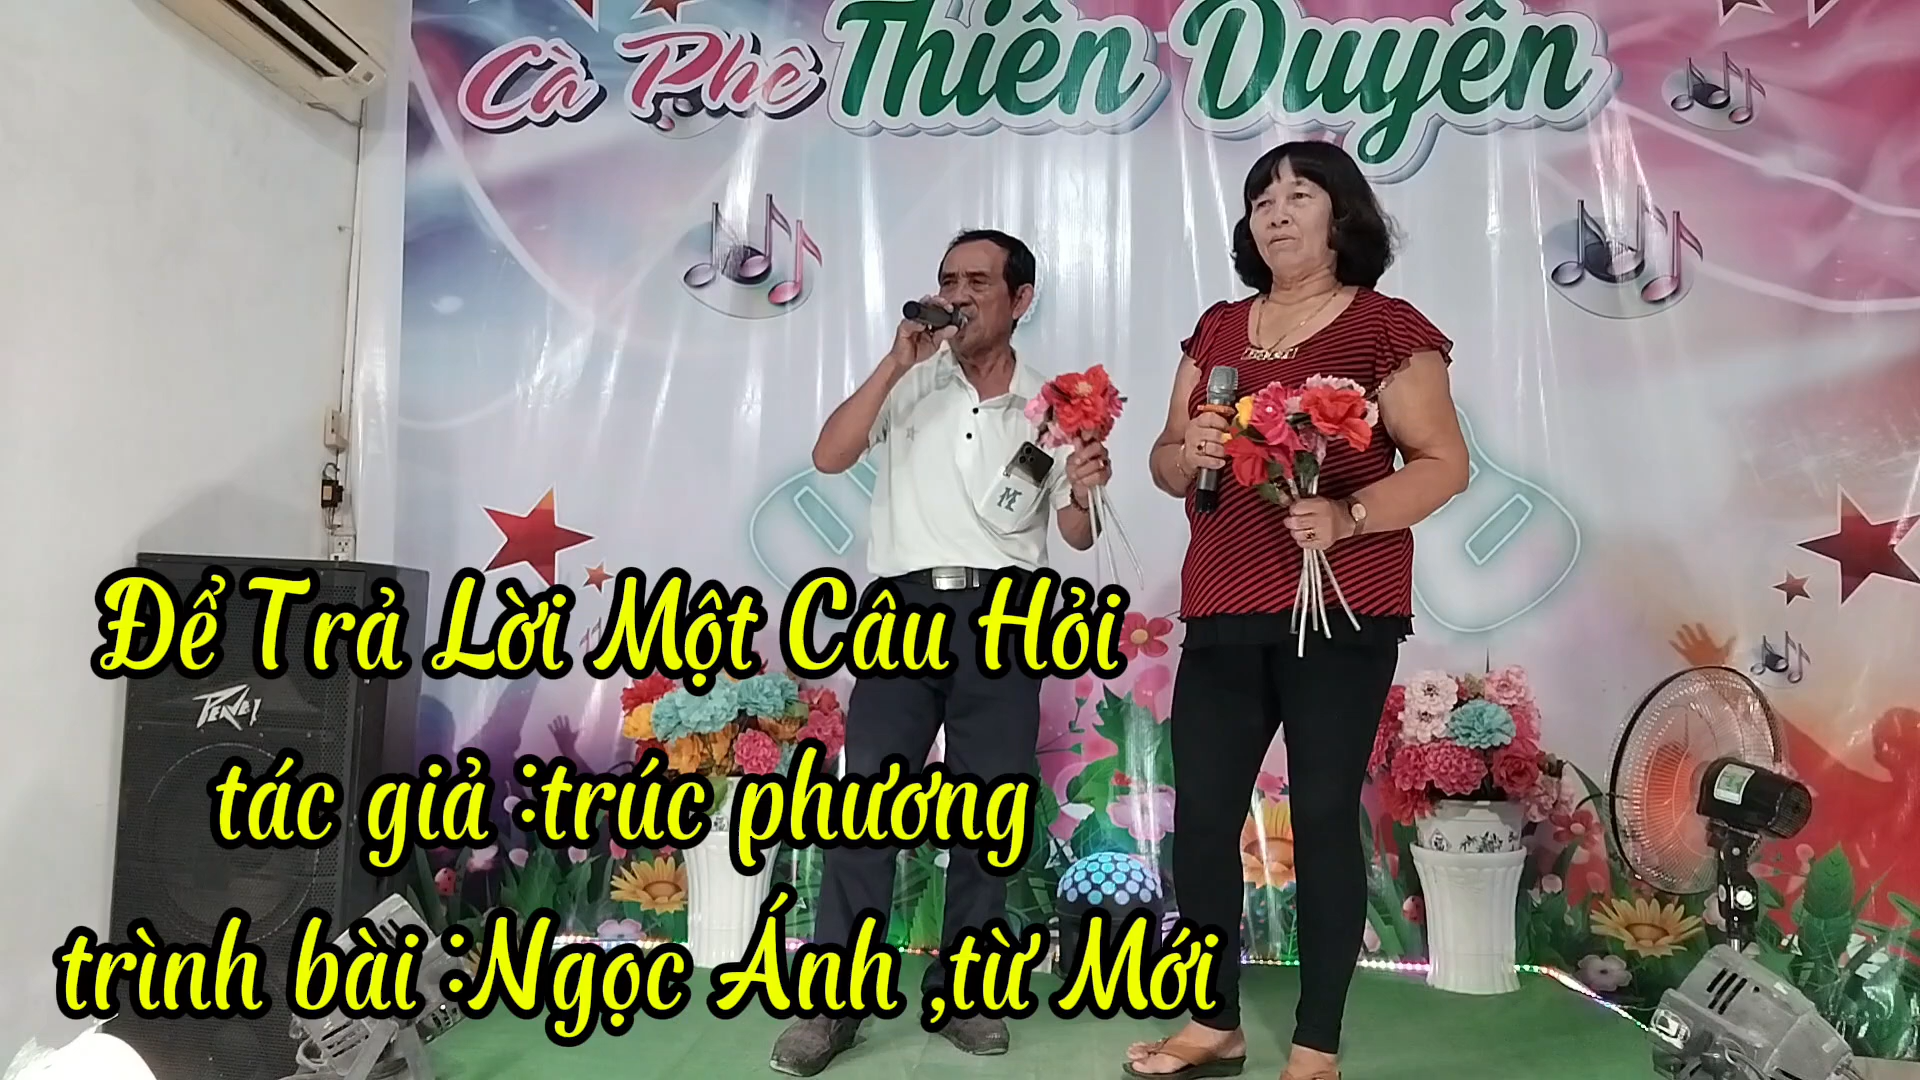 Cà Phê Thiên Duyên
Để Trả Lời Một Câu Hỏi
PEAVEY
tác giả :trúc phương
trình bài :Ngọc Ánh ,từ Mới